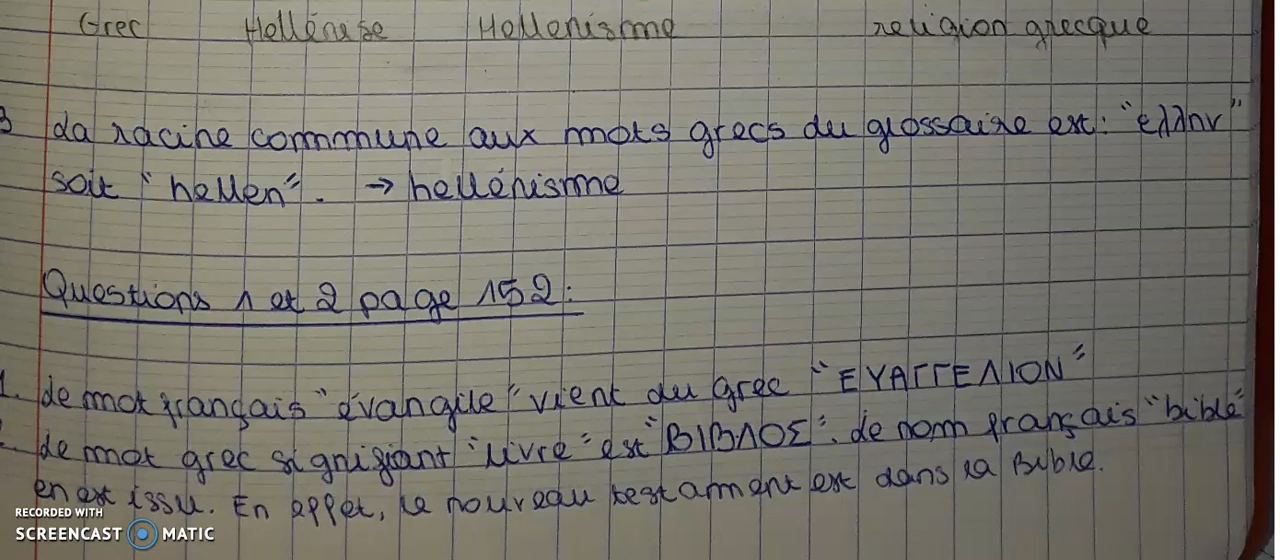 Grec Hellénise Hellenisme religion grecque
3 La racine commune aux mots grecs du glossaire est: "ελλην"
soit "hellen". → hellénisme
Questions 1 et 2 page 152:
1. Le mot français "évangile" vient du grec "ΕΥΑΓΓΕΛΙΟΝ"
2. Le mot grec signifiant "livre" est "ΒΙΒΛΟΣ". Le nom français "bible"
en est issu. En effet, le nouveau testament est dans la Bible.
RECORDED WITH
SCREENCAST MATIC